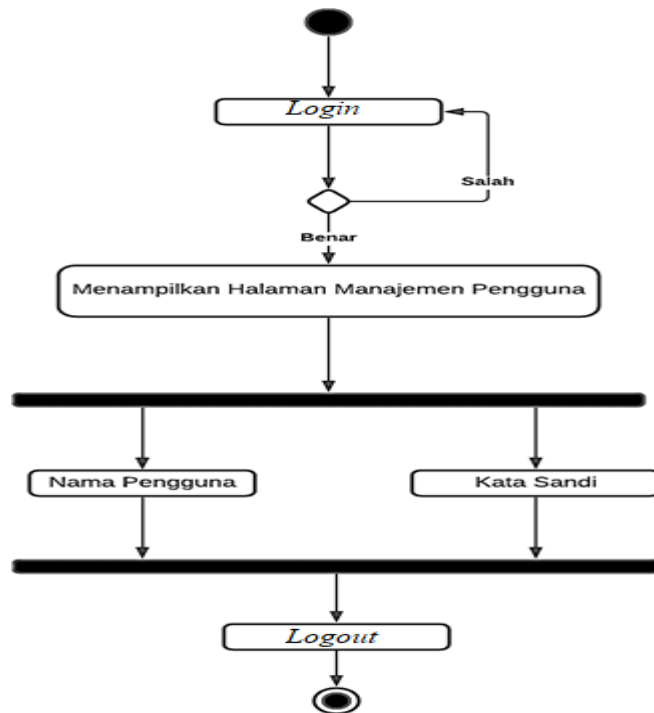 Login
Salah
Benar
Menampilkan Halaman Manajemen Pengguna
Nama Pengguna
Kata Sandi
Logout